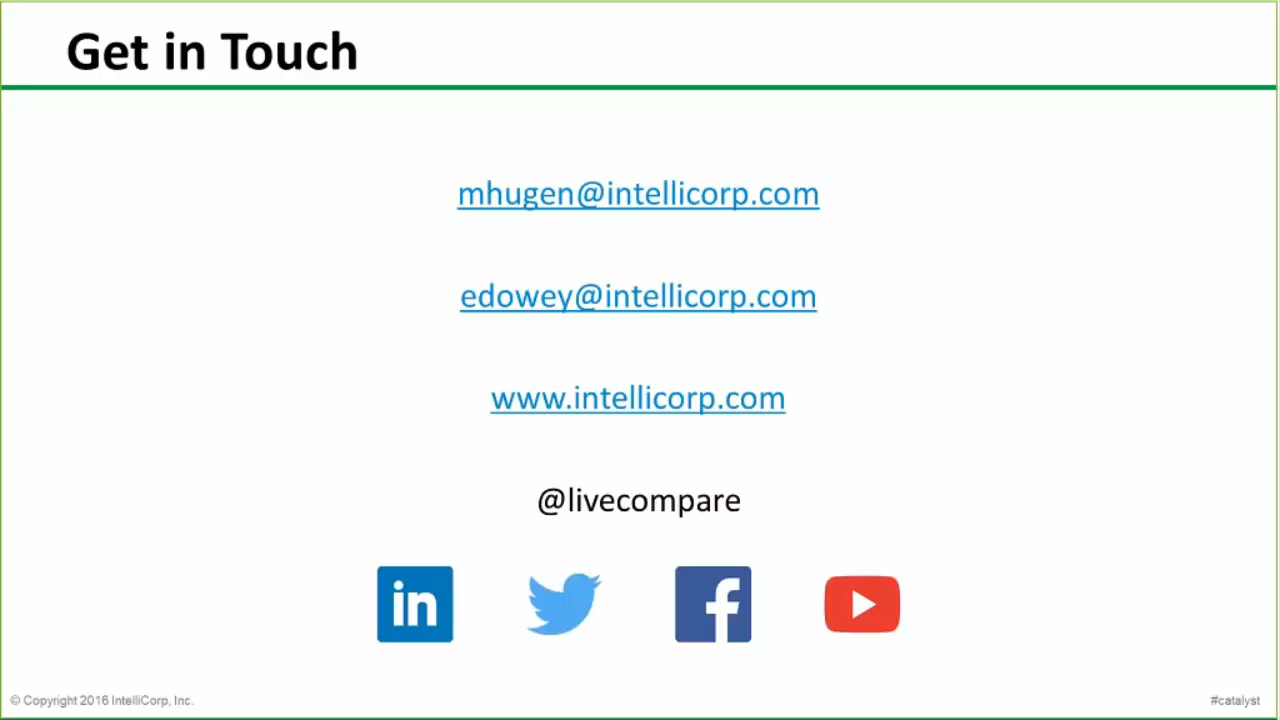 Get in Touch
mhugen@intellicorp.com
edowey@intellicorp.com
www.intellicorp.com
@livecompare
in
f
© Copyright 2016 IntelliCorp, Inc.
#catalyst